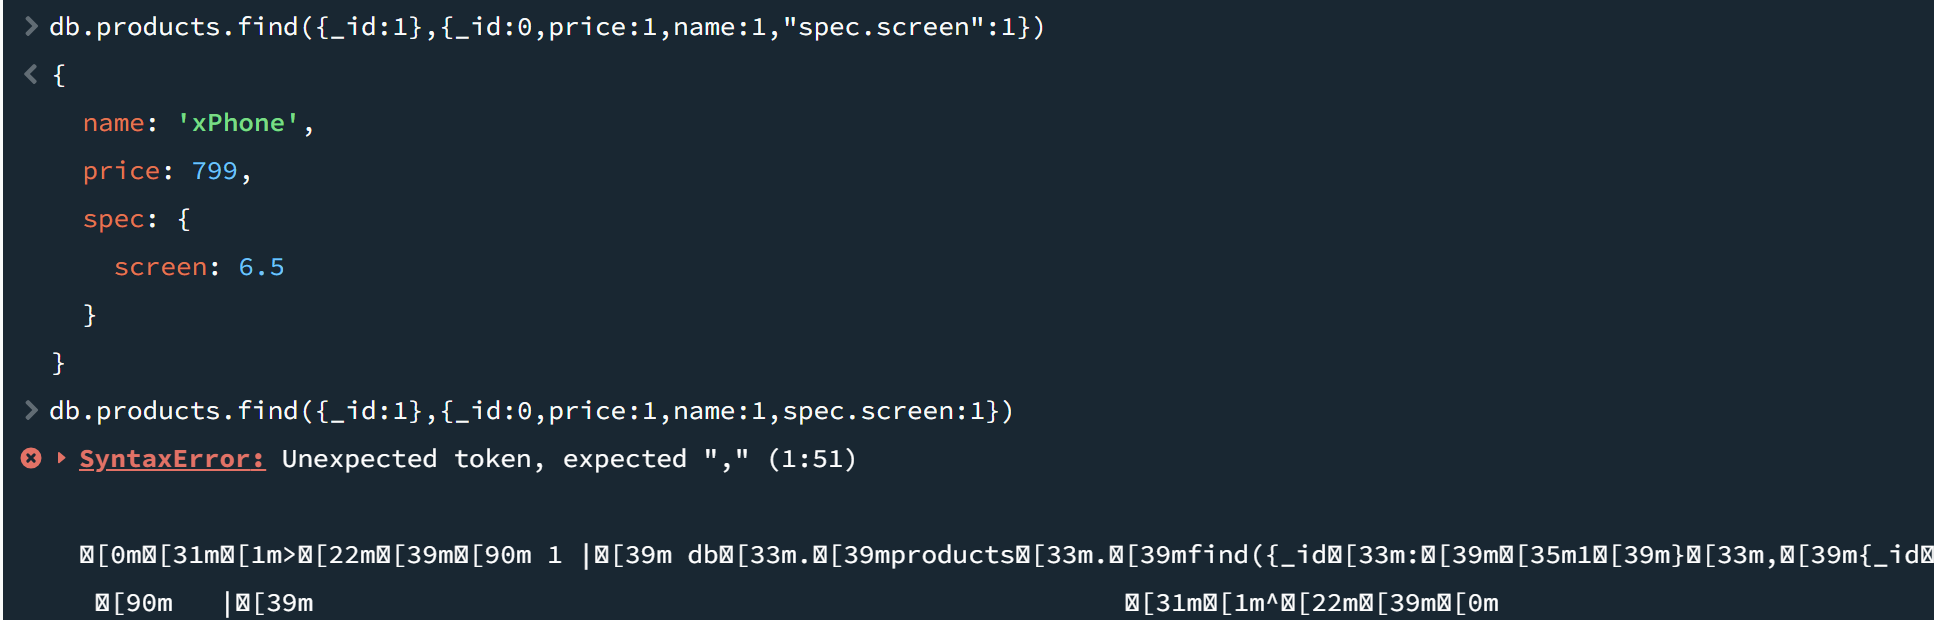 > db.products.find({_id:1},{_id:0,price:1,name:1,"spec.screen":1})
< {
name: 'xPhone',
price: 799,
spec: {
screen: 6.5
}
}
> db.products.find({_id:1},{_id:0,price:1,name:1,spec.screen:1})
SyntaxError: Unexpected token, expected "," (1:51)
�[0m�[31m�[1m>�[22m�[39m�[90m 1 |�[39m db�[33m.�[39mproducts�[33m.�[39mfind({_id�[33m:�[39m�[35m1�[39m}�[33m,�[39m{_id�
�[90m   |�[39m �[31m�[1m^�[22m�[39m�[0m